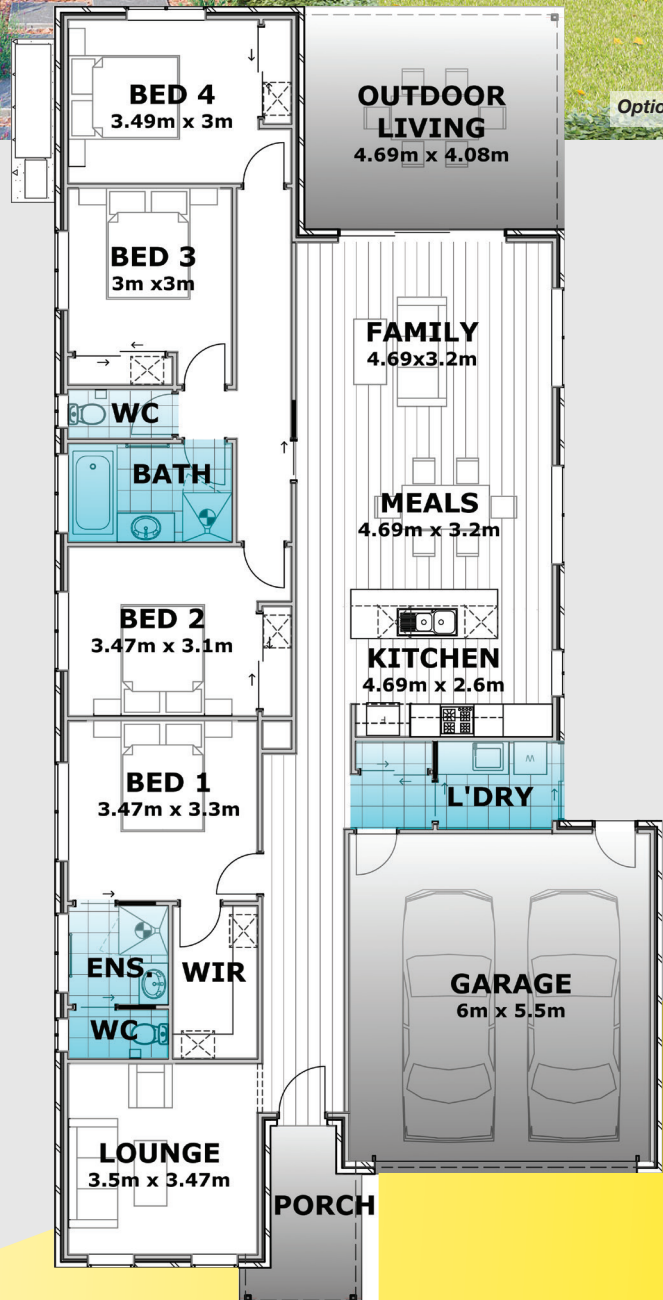 BED 4
3.49m x 3m
OUTDOOR
LIVING
4.69m x 4.08m
BED 3
3m x3m
FAMILY
4.69x3.2m
WC
BATH
MEALS
4.69m x 3.2m
BED 2
3.47m x 3.1m
KITCHEN
4.69m x 2.6m
BED 1
3.47m x 3.3m
M
L'DRY
ENS.
WIR
GARAGE
6m x 5.5m
WC
LOUNGE
3.5m x 3.47m
PORCH